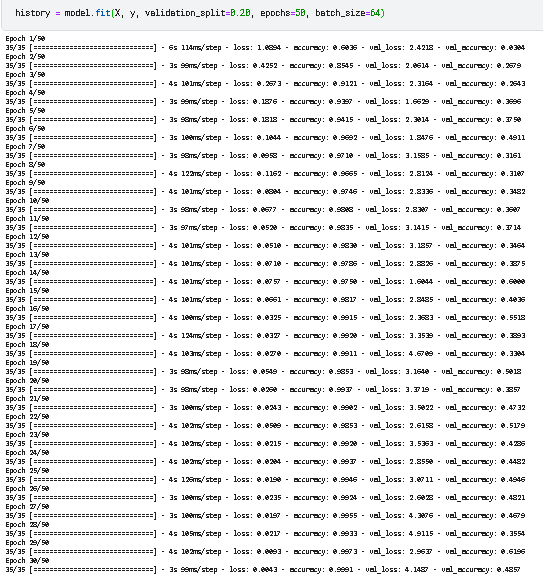 history = model.fit(X, y, validation_split=0.20, epochs=50, batch_size=64)
Epoch 1/50
35/35 [==============================] - 6s 114ms/step - loss: 1.0894 - accuracy: 0.6036 - val_loss: 2.4218 - val_accuracy: 0.0304
Epoch 2/50
35/35 [==============================] - 3s 99ms/step - loss: 0.4252 - accuracy: 0.8545 - val_loss: 2.0614 - val_accuracy: 0.2679
Epoch 3/50
35/35 [==============================] - 4s 101ms/step - loss: 0.2673 - accuracy: 0.9121 - val_loss: 2.3164 - val_accuracy: 0.2643
Epoch 4/50
35/35 [==============================] - 3s 99ms/step - loss: 0.1876 - accuracy: 0.9397 - val_loss: 1.6629 - val_accuracy: 0.3696
Epoch 5/50
35/35 [==============================] - 3s 98ms/step - loss: 0.1818 - accuracy: 0.9415 - val_loss: 2.3014 - val_accuracy: 0.3750
Epoch 6/50
35/35 [==============================] - 3s 100ms/step - loss: 0.1044 - accuracy: 0.9692 - val_loss: 1.8476 - val_accuracy: 0.4911
Epoch 7/50
35/35 [==============================] - 3s 98ms/step - loss: 0.0958 - accuracy: 0.9710 - val_loss: 3.1585 - val_accuracy: 0.3161
Epoch 8/50
35/35 [==============================] - 4s 122ms/step - loss: 0.1162 - accuracy: 0.9665 - val_loss: 2.8124 - val_accuracy: 0.3107
Epoch 9/50
35/35 [==============================] - 4s 101ms/step - loss: 0.0804 - accuracy: 0.9746 - val_loss: 2.8336 - val_accuracy: 0.3482
Epoch 10/50
35/35 [==============================] - 3s 98ms/step - loss: 0.0677 - accuracy: 0.9808 - val_loss: 2.8307 - val_accuracy: 0.3607
Epoch 11/50
35/35 [==============================] - 3s 97ms/step - loss: 0.0520 - accuracy: 0.9835 - val_loss: 3.1415 - val_accuracy: 0.3714
Epoch 12/50
35/35 [==============================] - 4s 101ms/step - loss: 0.0510 - accuracy: 0.9830 - val_loss: 3.1857 - val_accuracy: 0.3464
Epoch 13/50
35/35 [==============================] - 4s 101ms/step - loss: 0.0710 - accuracy: 0.9786 - val_loss: 2.8826 - val_accuracy: 0.3875
Epoch 14/50
35/35 [==============================] - 4s 101ms/step - loss: 0.0757 - accuracy: 0.9750 - val_loss: 1.6044 - val_accuracy: 0.6000
Epoch 15/50
35/35 [==============================] - 4s 101ms/step - loss: 0.0661 - accuracy: 0.9817 - val_loss: 2.8485 - val_accuracy: 0.4036
Epoch 16/50
35/35 [==============================] - 4s 100ms/step - loss: 0.0325 - accuracy: 0.9915 - val_loss: 2.3683 - val_accuracy: 0.5518
Epoch 17/50
35/35 [==============================] - 4s 124ms/step - loss: 0.0327 - accuracy: 0.9920 - val_loss: 3.3539 - val_accuracy: 0.3893
Epoch 18/50
35/35 [==============================] - 4s 103ms/step - loss: 0.0270 - accuracy: 0.9911 - val_loss: 4.6709 - val_accuracy: 0.3304
Epoch 19/50
35/35 [==============================] - 3s 98ms/step - loss: 0.0549 - accuracy: 0.9853 - val_loss: 3.1640 - val_accuracy: 0.5018
Epoch 20/50
35/35 [==============================] - 3s 98ms/step - loss: 0.0260 - accuracy: 0.9937 - val_loss: 3.3719 - val_accuracy: 0.3857
Epoch 21/50
35/35 [==============================] - 3s 100ms/step - loss: 0.0243 - accuracy: 0.9902 - val_loss: 3.5022 - val_accuracy: 0.4732
Epoch 22/50
35/35 [==============================] - 4s 102ms/step - loss: 0.0509 - accuracy: 0.9853 - val_loss: 2.6158 - val_accuracy: 0.5179
Epoch 23/50
35/35 [==============================] - 4s 102ms/step - loss: 0.0215 - accuracy: 0.9920 - val_loss: 3.5363 - val_accuracy: 0.4286
Epoch 24/50
35/35 [==============================] - 4s 102ms/step - loss: 0.0204 - accuracy: 0.9937 - val_loss: 2.8550 - val_accuracy: 0.4482
Epoch 25/50
35/35 [==============================] - 4s 126ms/step - loss: 0.0190 - accuracy: 0.9946 - val_loss: 3.0711 - val_accuracy: 0.4946
Epoch 26/50
35/35 [==============================] - 3s 100ms/step - loss: 0.0235 - accuracy: 0.9924 - val_loss: 2.6028 - val_accuracy: 0.4821
Epoch 27/50
35/35 [==============================] - 3s 100ms/step - loss: 0.0197 - accuracy: 0.9955 - val_loss: 4.3076 - val_accuracy: 0.4679
Epoch 28/50
35/35 [==============================] - 4s 105ms/step - loss: 0.0217 - accuracy: 0.9933 - val_loss: 4.9115 - val_accuracy: 0.3554
Epoch 29/50
35/35 [==============================] - 4s 102ms/step - loss: 0.0093 - accuracy: 0.9973 - val_loss: 2.9637 - val_accuracy: 0.6196
Epoch 30/50
35/35 [==============================] - 3s 99ms/step - loss: 0.0043 - accuracy: 0.9991 - val_loss: 4.1487 - val_accuracy: 0.4857